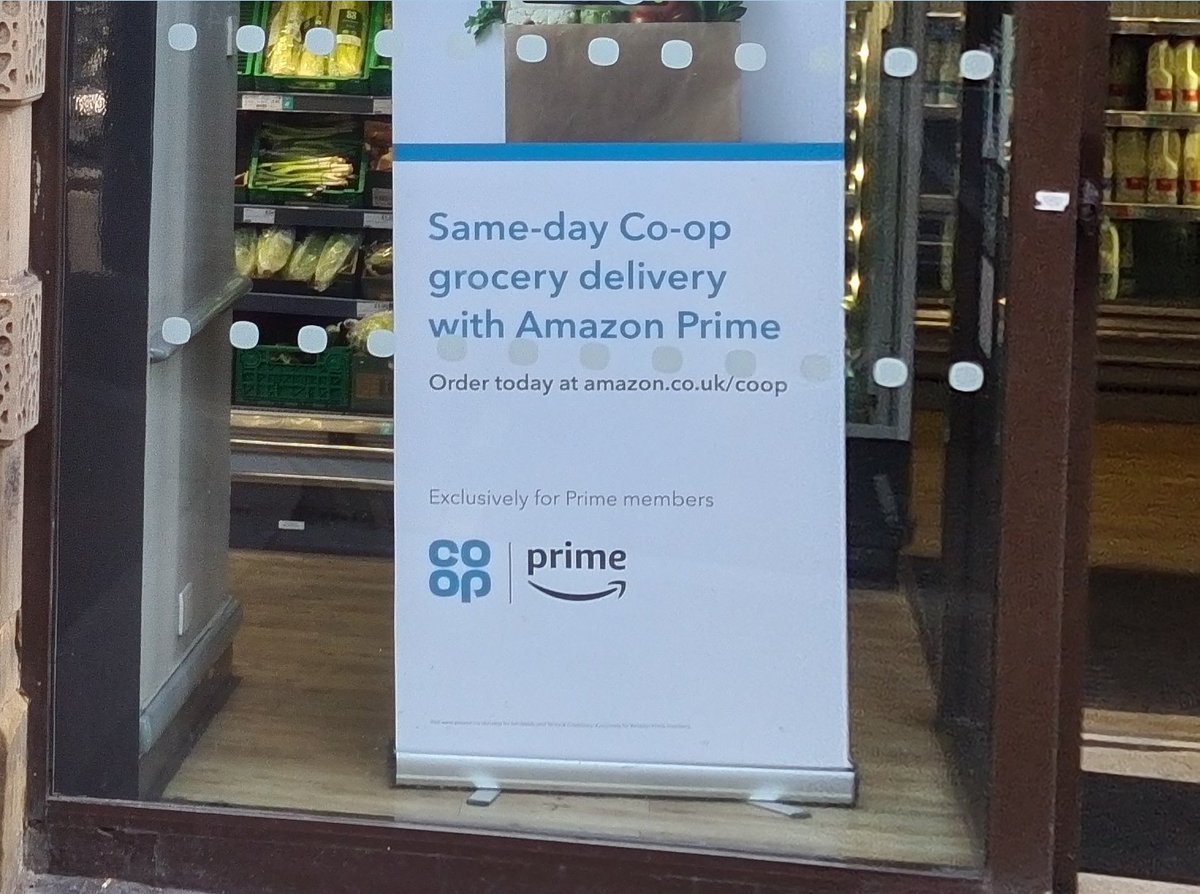 Same-day Co-op
grocery delivery
with Amazon Prime
Order today at amazon.co.uk/coop
Exclusively for Prime members
CO
OP
prime